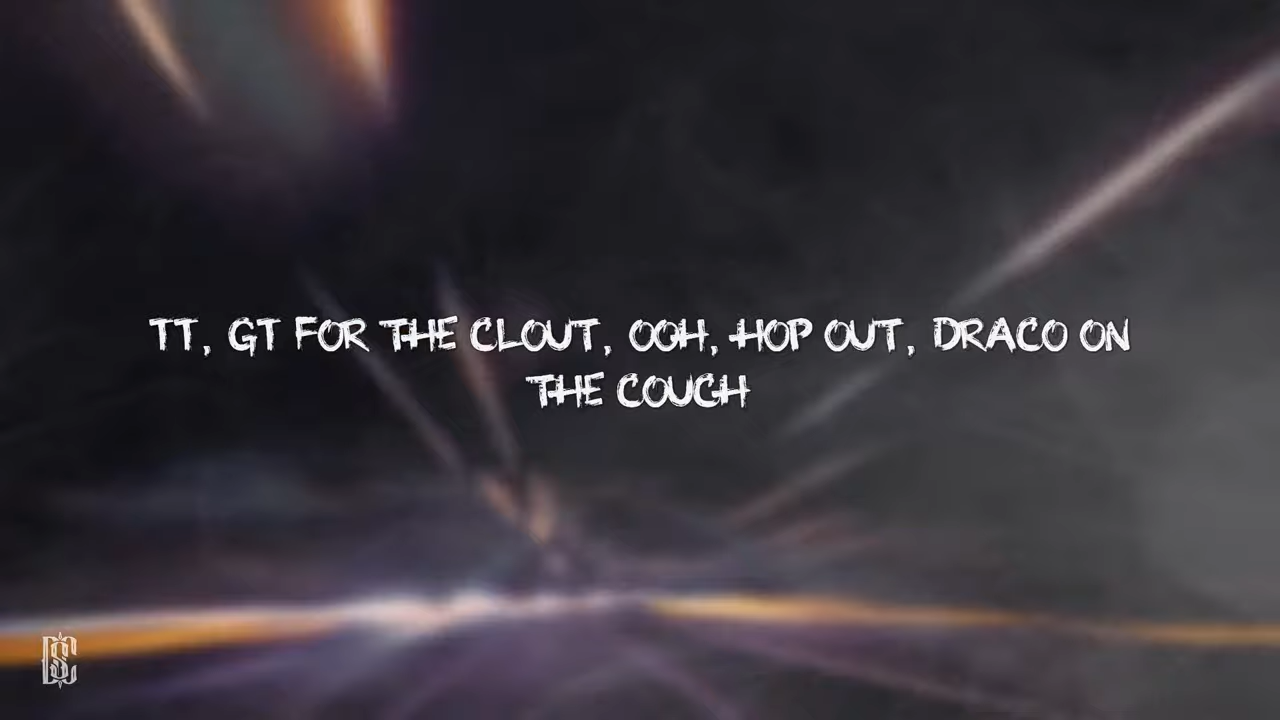 TT, GT FOR THE CLOUT, OOH, HOP OUT, DRACO ON
THE COUCH